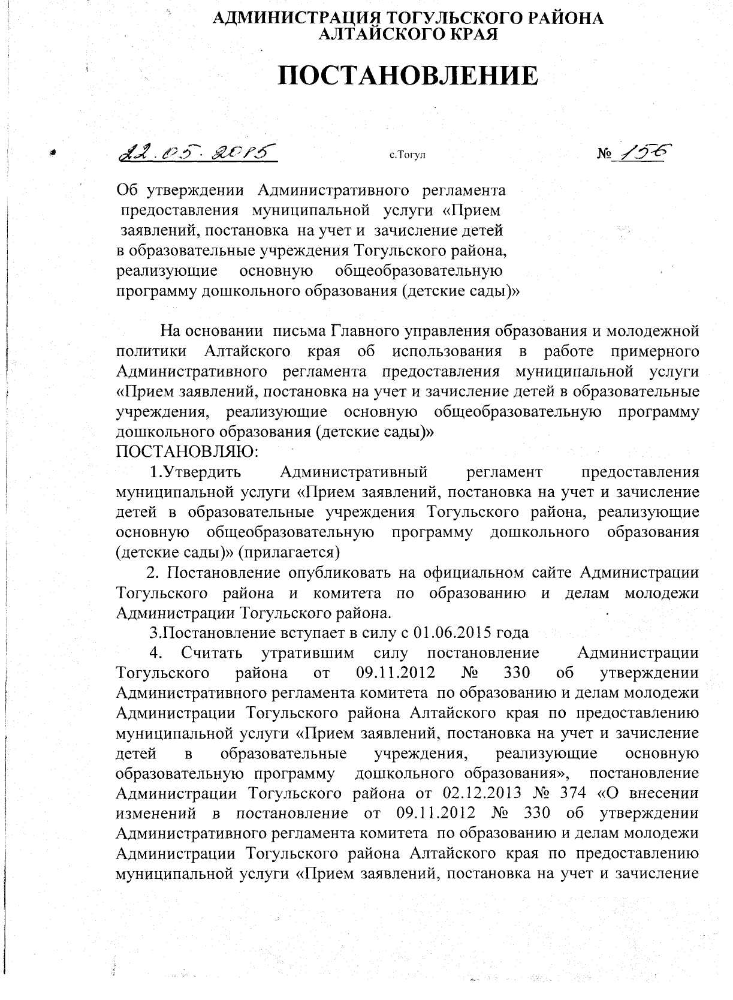 АДМИНИСТРАЦИЯ ТОГУЛЬСКОГО РАЙОНА
АЛТАЙСКОГО КРАЯ
ПОСТАНОВЛЕНИЕ
22.05.2015 с.Тогул № 156
Об утверждении Административного регламента
предоставления муниципальной услуги «Прием
заявлений, постановка на учет и зачисление детей
в образовательные учреждения Тогульского района,
реализующие основную общеобразовательную
программу дошкольного образования (детские сады)»
На основании письма Главного управления образования и молодежной
политики Алтайского края об использования в работе примерного
Административного регламента предоставления муниципальной услуги
«Прием заявлений, постановка на учет и зачисление детей в образовательные
учреждения, реализующие основную общеобразовательную программу
дошкольного образования (детские сады)»
ПОСТАНОВЛЯЮ:
1.Утвердить Административный регламент предоставления
муниципальной услуги «Прием заявлений, постановка на учет и зачисление
детей в образовательные учреждения Тогульского района, реализующие
основную общеобразовательную программу дошкольного образования
(детские сады)» (прилагается)
2. Постановление опубликовать на официальном сайте Администрации
Тогульского района и комитета по образованию и делам молодежи
Администрации Тогульского района.
3.Постановление вступает в силу с 01.06.2015 года
4. Считать утратившим силу постановление Администрации
Тогульского района от 09.11.2012 № 330 об утверждении
Административного регламента комитета по образованию и делам молодежи
Администрации Тогульского района Алтайского края по предоставлению
муниципальной услуги «Прием заявлений, постановка на учет и зачисление
детей в образовательные учреждения, реализующие основную
образовательную программу дошкольного образования», постановление
Администрации Тогульского района от 02.12.2013 № 374 «О внесении
изменений в постановление от 09.11.2012 № 330 об утверждении
Административного регламента комитета по образованию и делам молодежи
Администрации Тогульского района Алтайского края по предоставлению
муниципальной услуги «Прием заявлений, постановка на учет и зачисление